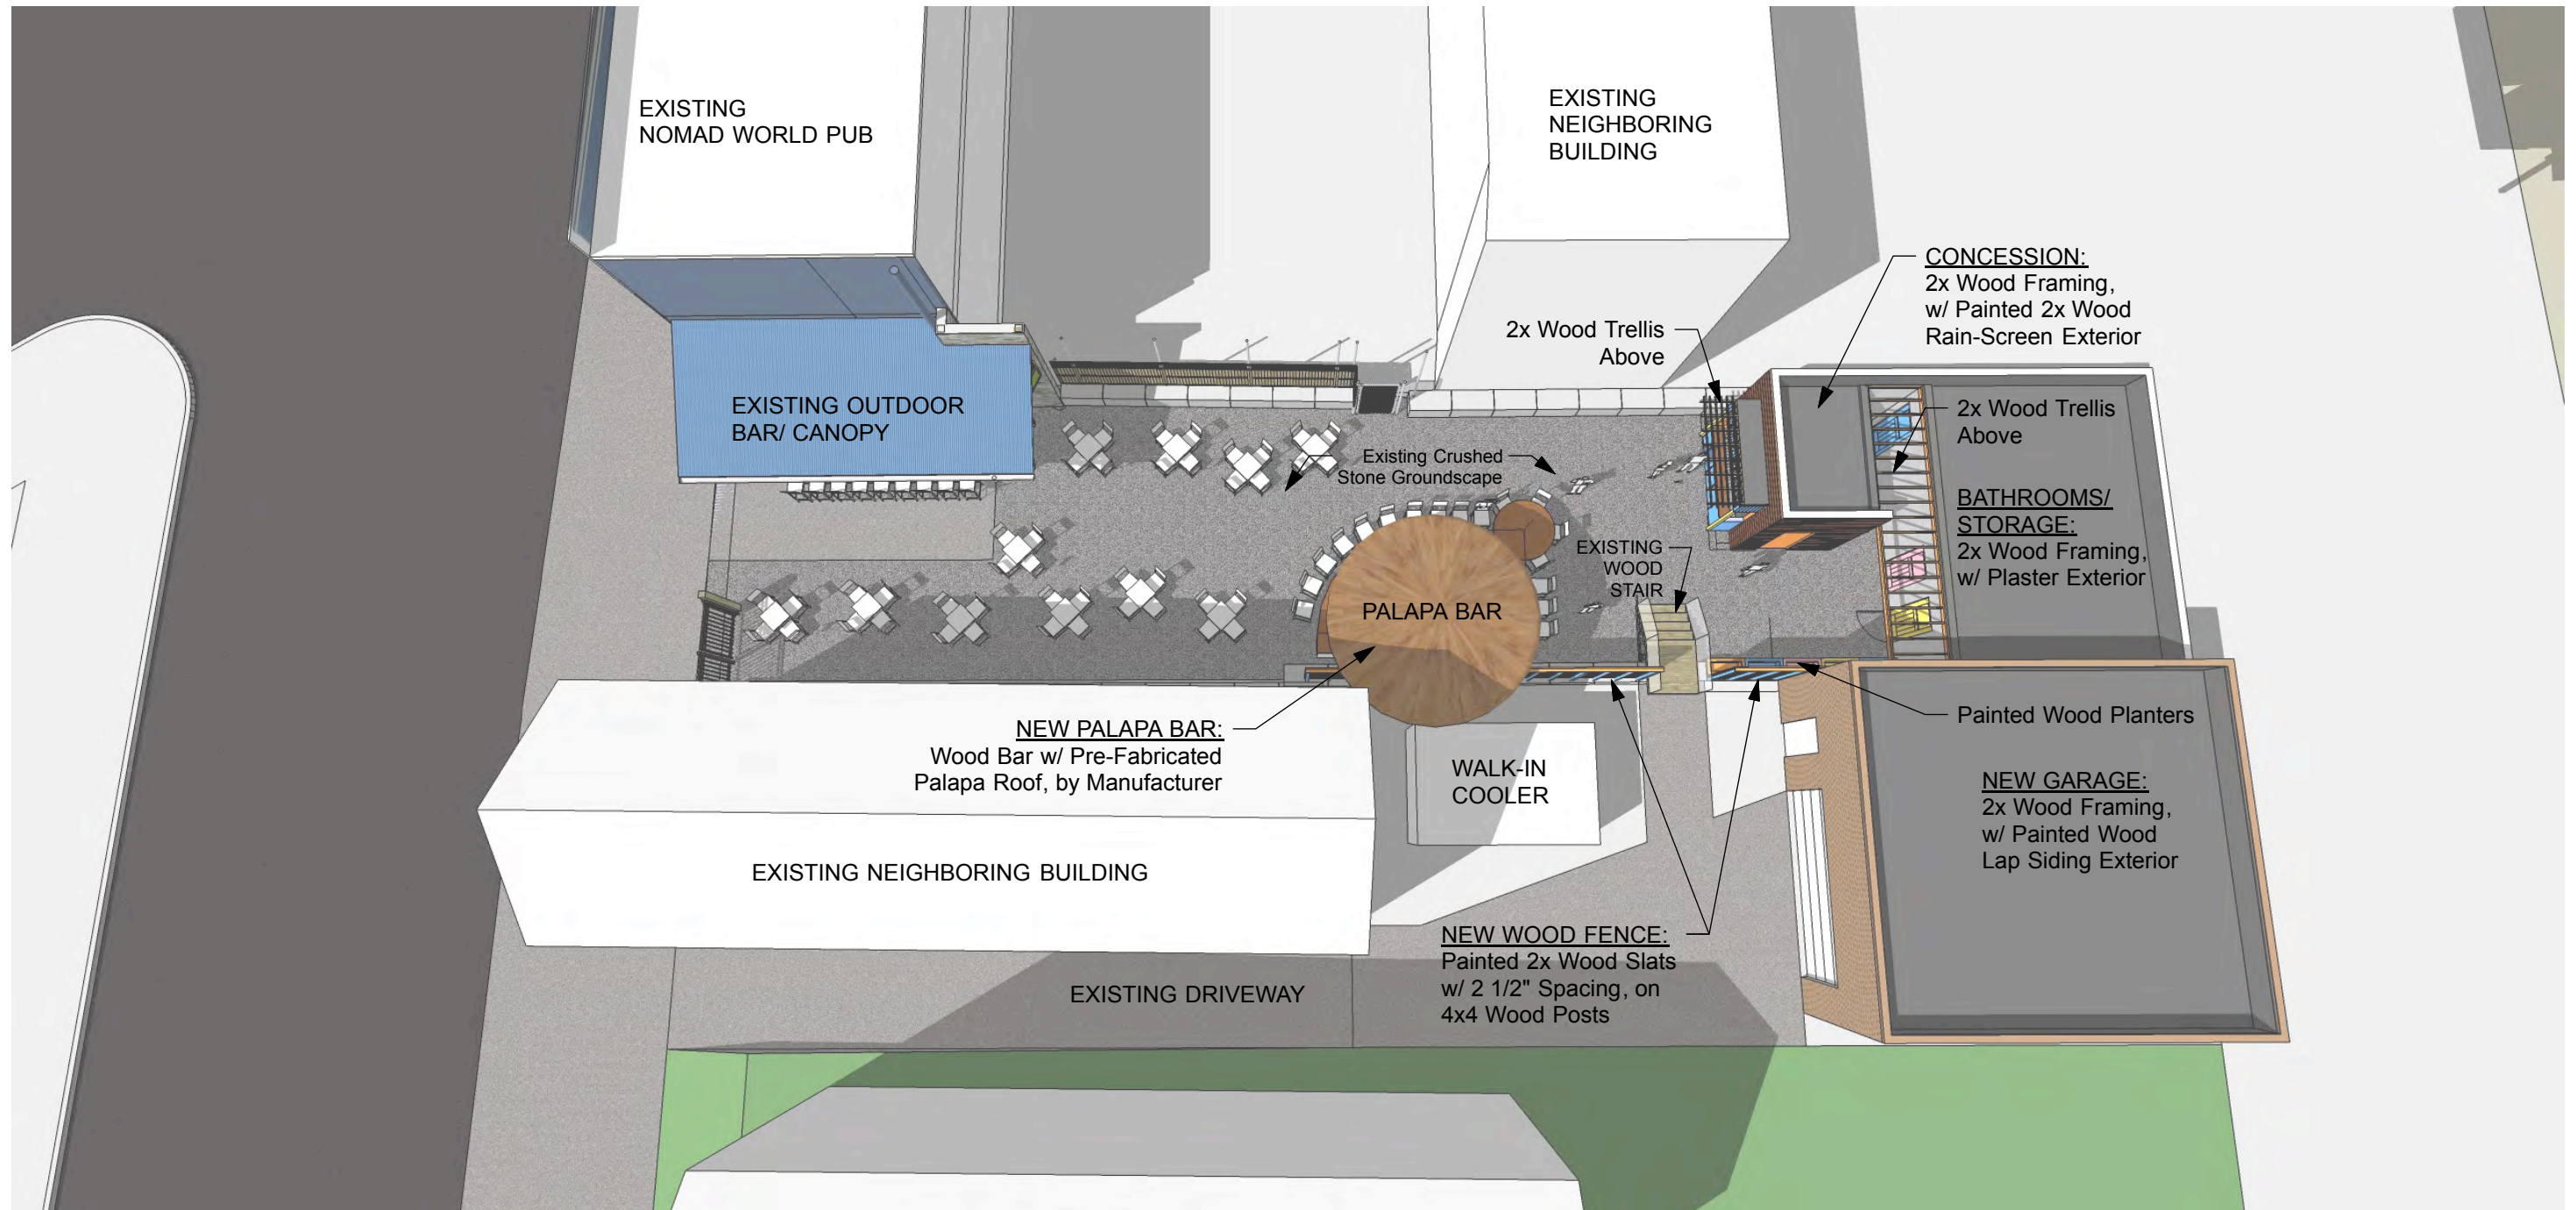 EXISTING
NOMAD WORLD PUB
EXISTING
NEIGHBORING
BUILDING
CONCESSION:
2x Wood Framing,
w/ Painted 2x Wood
Rain-Screen Exterior
2x Wood Trellis
Above
EXISTING OUTDOOR
BAR/ CANOPY
2x Wood Trellis
Above
Existing Crushed
Stone Groundscape
BATHROOMS/
STORAGE:
2x Wood Framing,
w/ Plaster Exterior
EXISTING
WOOD
STAIR
PALAPA BAR
NEW PALAPA BAR:
Wood Bar w/ Pre-Fabricated
Palapa Roof, by Manufacturer
Painted Wood Planters
WALK-IN
COOLER
NEW GARAGE:
2x Wood Framing,
w/ Painted Wood
Lap Siding Exterior
EXISTING NEIGHBORING BUILDING
NEW WOOD FENCE:
Painted 2x Wood Slats
w/ 2 1/2" Spacing, on
4x4 Wood Posts
EXISTING DRIVEWAY